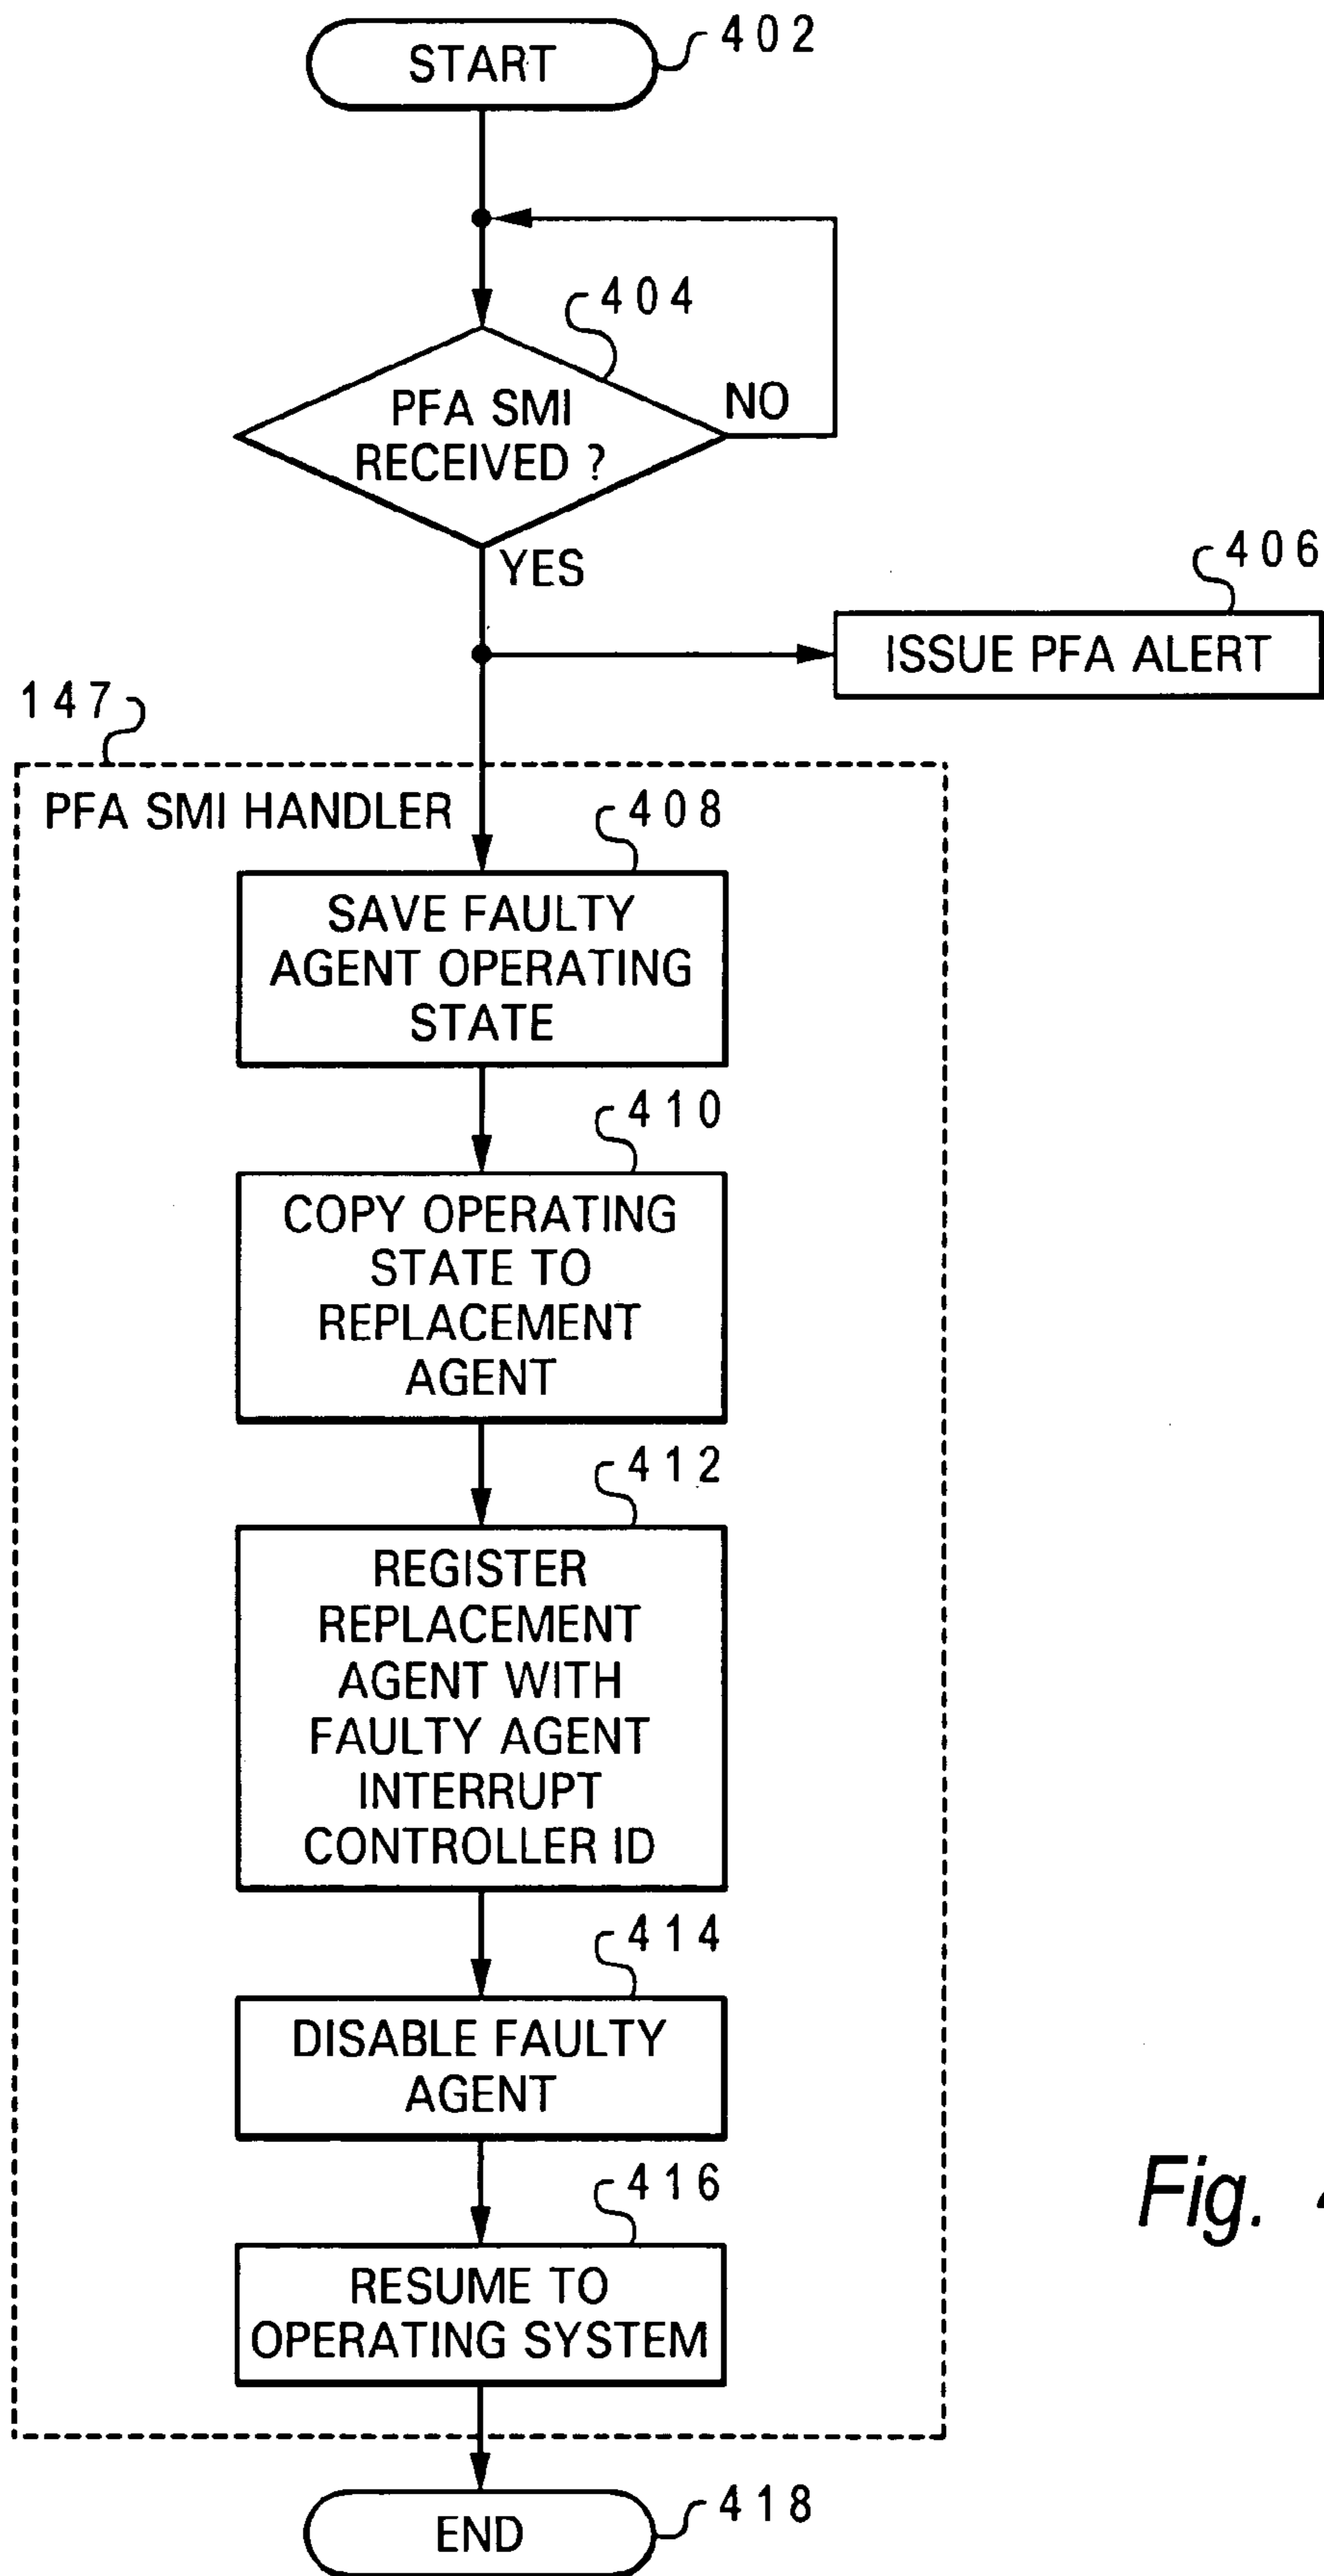 START
402
404
PFA SMI
RECEIVED ?
NO
YES
406
ISSUE PFA ALERT
147
PFA SMI HANDLER
408
SAVE FAULTY
AGENT OPERATING
STATE
410
COPY OPERATING
STATE TO
REPLACEMENT
AGENT
412
REGISTER
REPLACEMENT
AGENT WITH
FAULTY AGENT
INTERRUPT
CONTROLLER ID
414
DISABLE FAULTY
AGENT
416
RESUME TO
OPERATING SYSTEM
END
418
Fig.